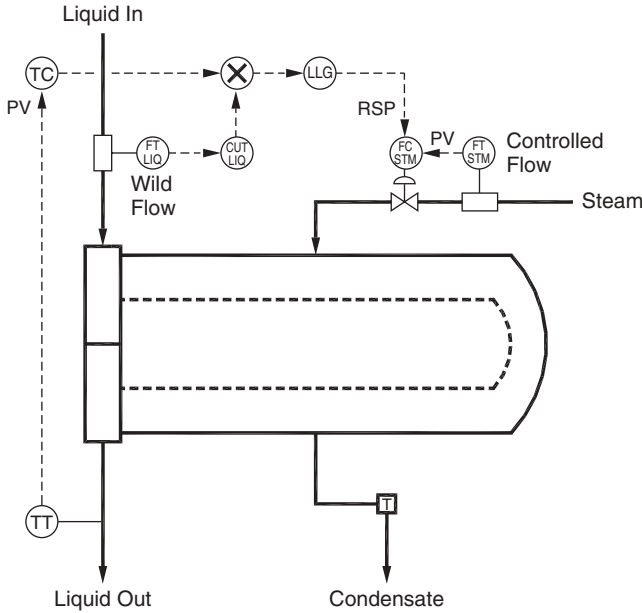 Liquid In
TC
LLG
PV
RSP
FT
LIQ
CUT
LIQ
FC
STM
PV
FT
STM
Controlled
Flow
Wild
Flow
Steam
T
TT
Liquid Out
Condensate